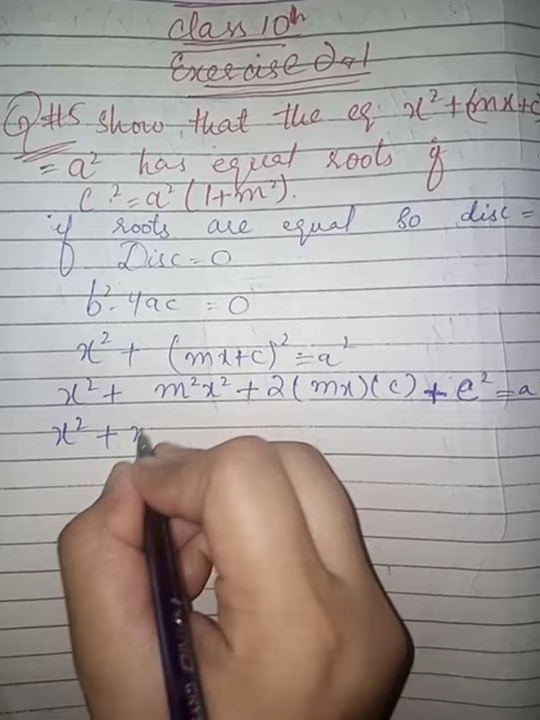 Class 10th
Exercise 2.1
Q #5 show that the eq: x² + (mx+c)
= a² has equal roots if
c² = a² (1+m²).
if roots are equal so disc =
Disc = 0
b² - 4ac = 0
x² + (mx+c)² = a²
x² + m²x² + 2(mx)(c) + c² = a
x² +